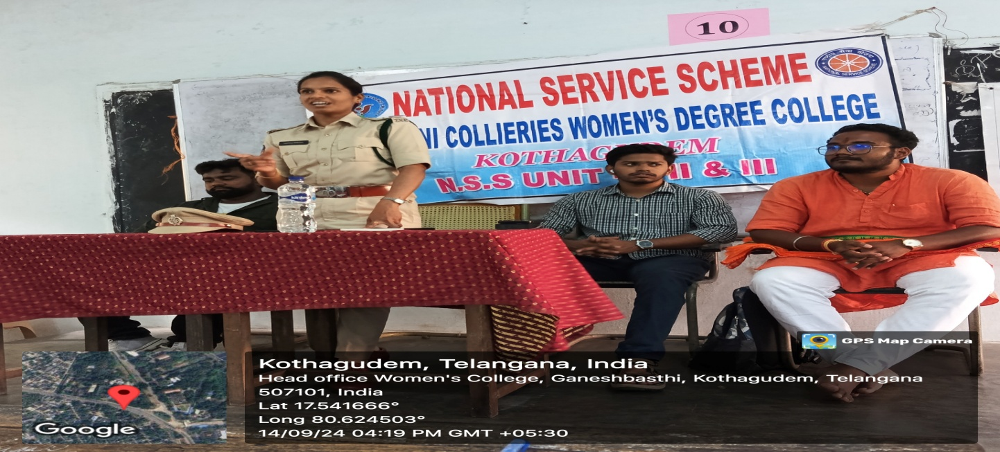 10
NATIONAL SERVICE SCHEME
NI COLLIERIES WOMEN'S DEGREE COLLEGE
KOTHAGUDEM
N.S.S UNIT II & III
GPS Map Camera
Kothagudem, Telangana, India
Head office Women's College, Ganeshbasthi, Kothagudem, Telangana
507101, India
Lat 17.541666°
Long 80.624503°
14/09/24 04:19 PM GMT +05:30
Google